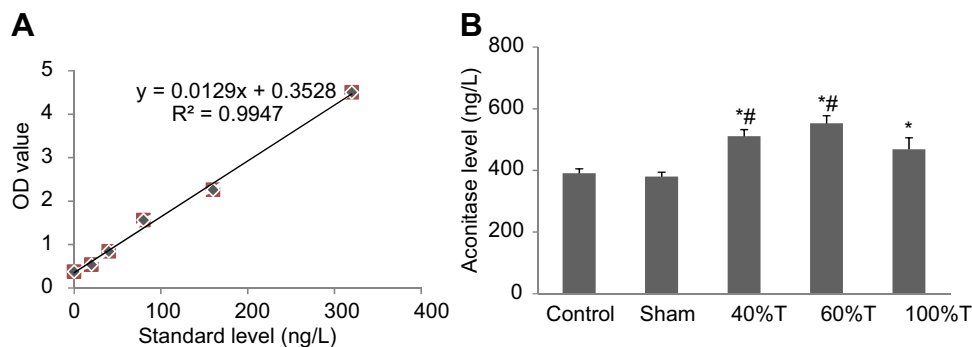 A
y = 0.0129x + 0.3528
R² = 0.9947
OD value
5
4
3
2
1
0
0 100 200 300 400
Standard level (ng/L)
B
Aconitase level (ng/L)
800
600
400
200
0
*# *# *
Control Sham 40%T 60%T 100%T